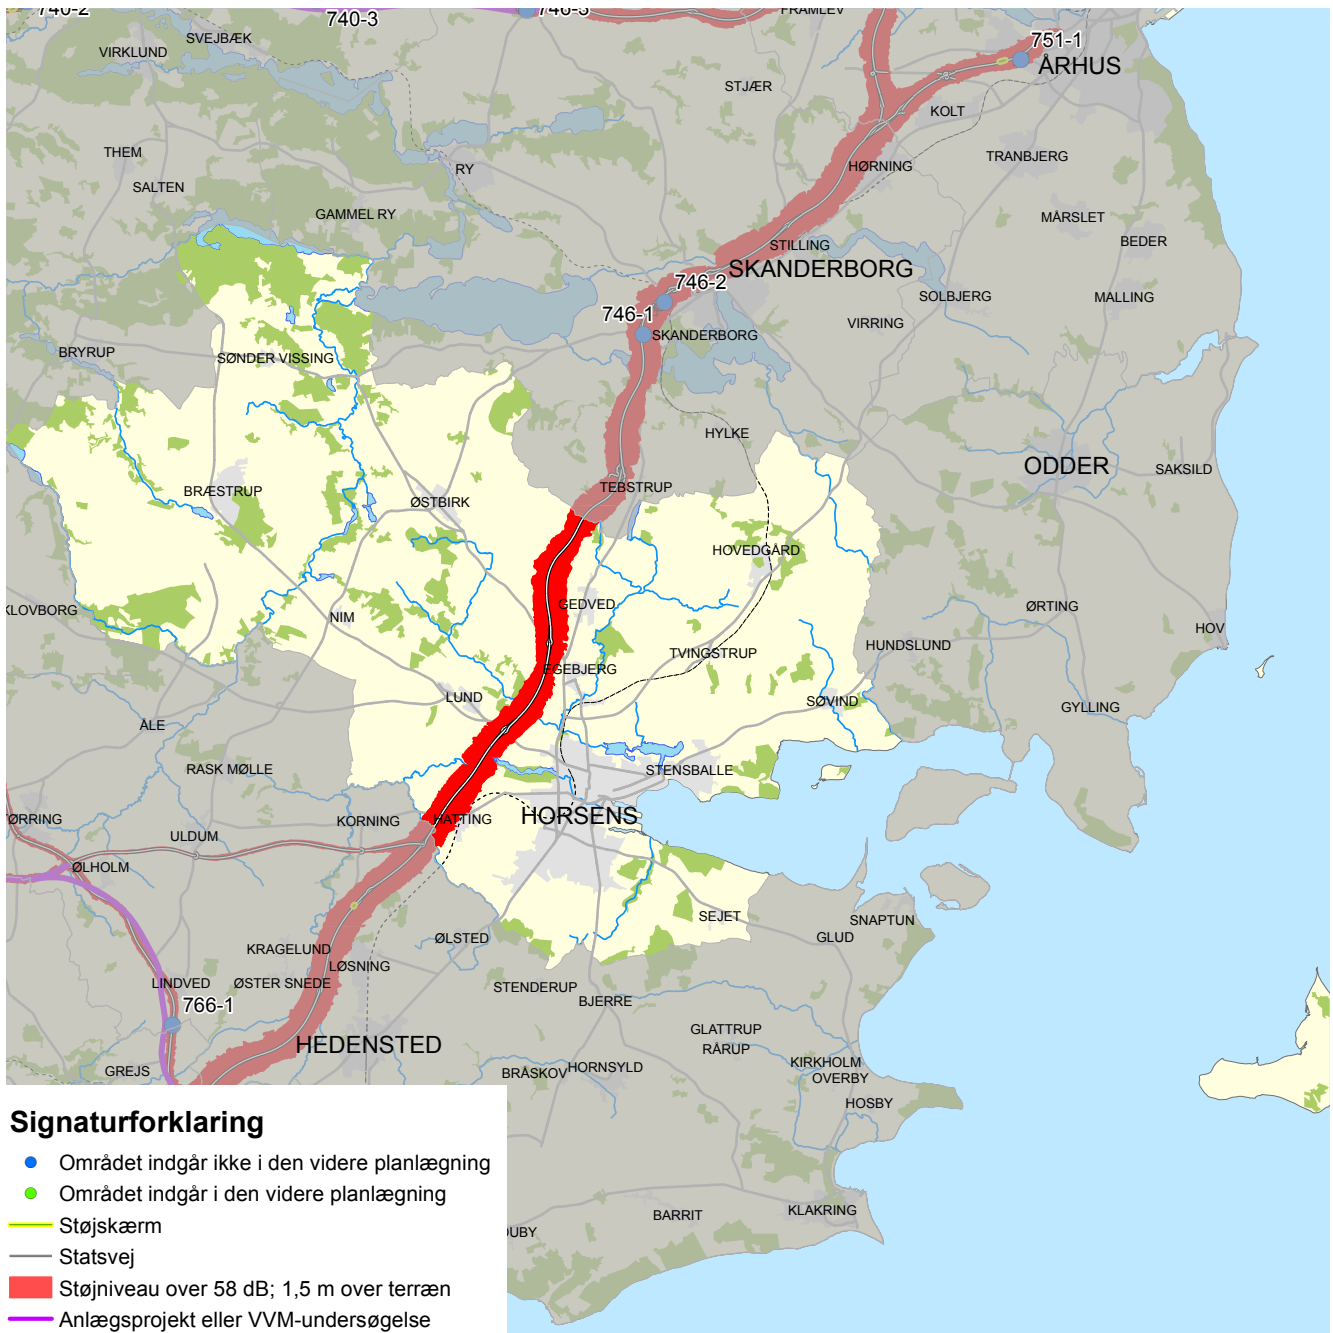 740-2
740-3
746-3
FRAMLEV
SVEJBÆK
VIRKLUND
751-1
ÅRHUS
STJÆR
KOLT
THEM
TRANBJERG
RY
HØRNING
SALTEN
GAMMEL RY
MÅRSLET
BEDER
STILLING
SKANDERBORG
746-2
SOLBJERG
MALLING
746-1
VIRRING
SKANDERBORG
BRYRUP
SØNDER VISSING
HYLKE
ODDER
SAKSILD
TEBSTRUP
BRÆSTRUP
ØSTBIRK
HOVEDGÅRD
KLOVBORG
GEDVED
ØRTING
NIM
HOV
HUNDSLUND
TVINGSTRUP
EGEBJERG
LUND
SØVIND
GYLLING
ÅLE
RASK MØLLE
STENSBALLE
ØRRING
KORNING
HATTING
HORSENS
ULDUM
ØLHOLM
SEJET
SNAPTUN
GLUD
ØLSTED
KRAGELUND
LØSNING
LINDVED
ØSTER SNEDE
STENDERUP
BJERRE
766-1
GLATTRUP
RÅRUP
HEDENSTED
KIRKHOLM
GREJS
BRÅSKOV
HORNSYLD
OVERBY
HOSBY
BARRIT
KLAKRING
OUBY
Signaturforklaring
Området indgår ikke i den videre planlægning
Området indgår i den videre planlægning
Støjskærm
Statsvej
Støjniveau over 58 dB; 1,5 m over terræn
Anlægsprojekt eller VVM-undersøgelse